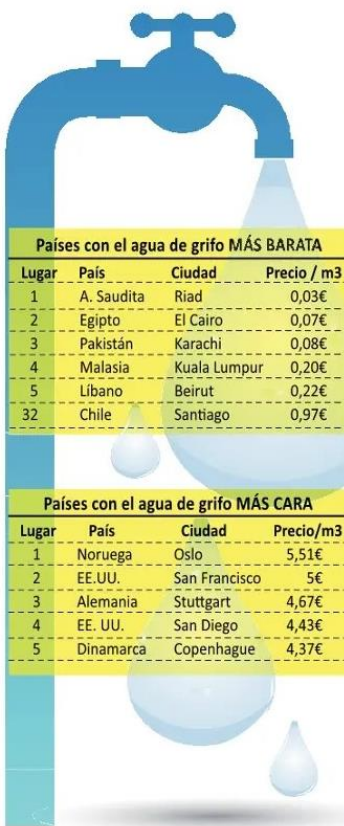 Países con el agua de grifo MÁS BARATA
Lugar País Ciudad Precio / m3
1 A. Saudita Riad 0,03€
2 Egipto El Cairo 0,07€
3 Pakistán Karachi 0,08€
4 Malasia Kuala Lumpur 0,20€
5 Líbano Beirut 0,22€
32 Chile Santiago 0,97€
Países con el agua de grifo MÁS CARA
Lugar País Ciudad Precio/m3
1 Noruega Oslo 5,51€
2 EE.UU. San Francisco 5€
3 Alemania Stuttgart 4,67€
4 EE. UU. San Diego 4,43€
5 Dinamarca Copenhague 4,37€